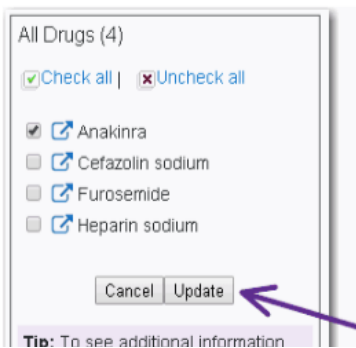 All Drugs (4)
Check all | Uncheck all
Anakinra
Cefazolin sodium
Furosemide
Heparin sodium
Cancel Update
Tip: To see additional information